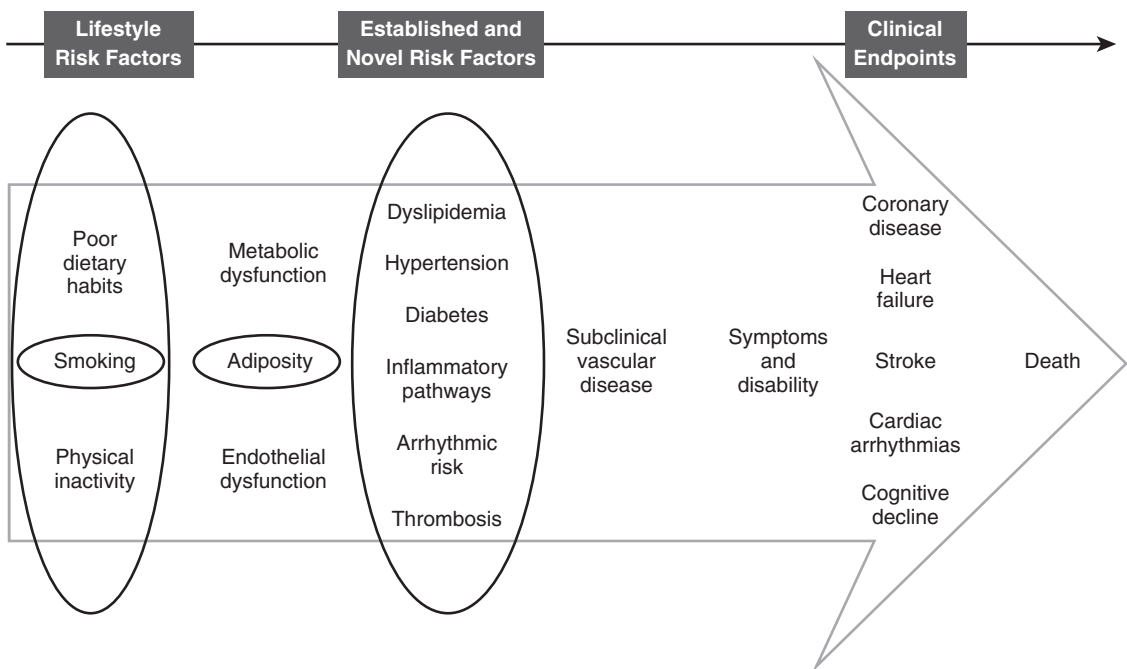 Lifestyle
Risk Factors
Established and
Novel Risk Factors
Clinical
Endpoints
Poor
dietary
habits
Smoking
Physical
inactivity
Metabolic
dysfunction
Adiposity
Endothelial
dysfunction
Dyslipidemia
Hypertension
Diabetes
Inflammatory
pathways
Arrhythmic
risk
Thrombosis
Subclinical
vascular
disease
Symptoms
and
disability
Coronary
disease
Heart
failure
Stroke
Cardiac
arrhythmias
Cognitive
decline
Death